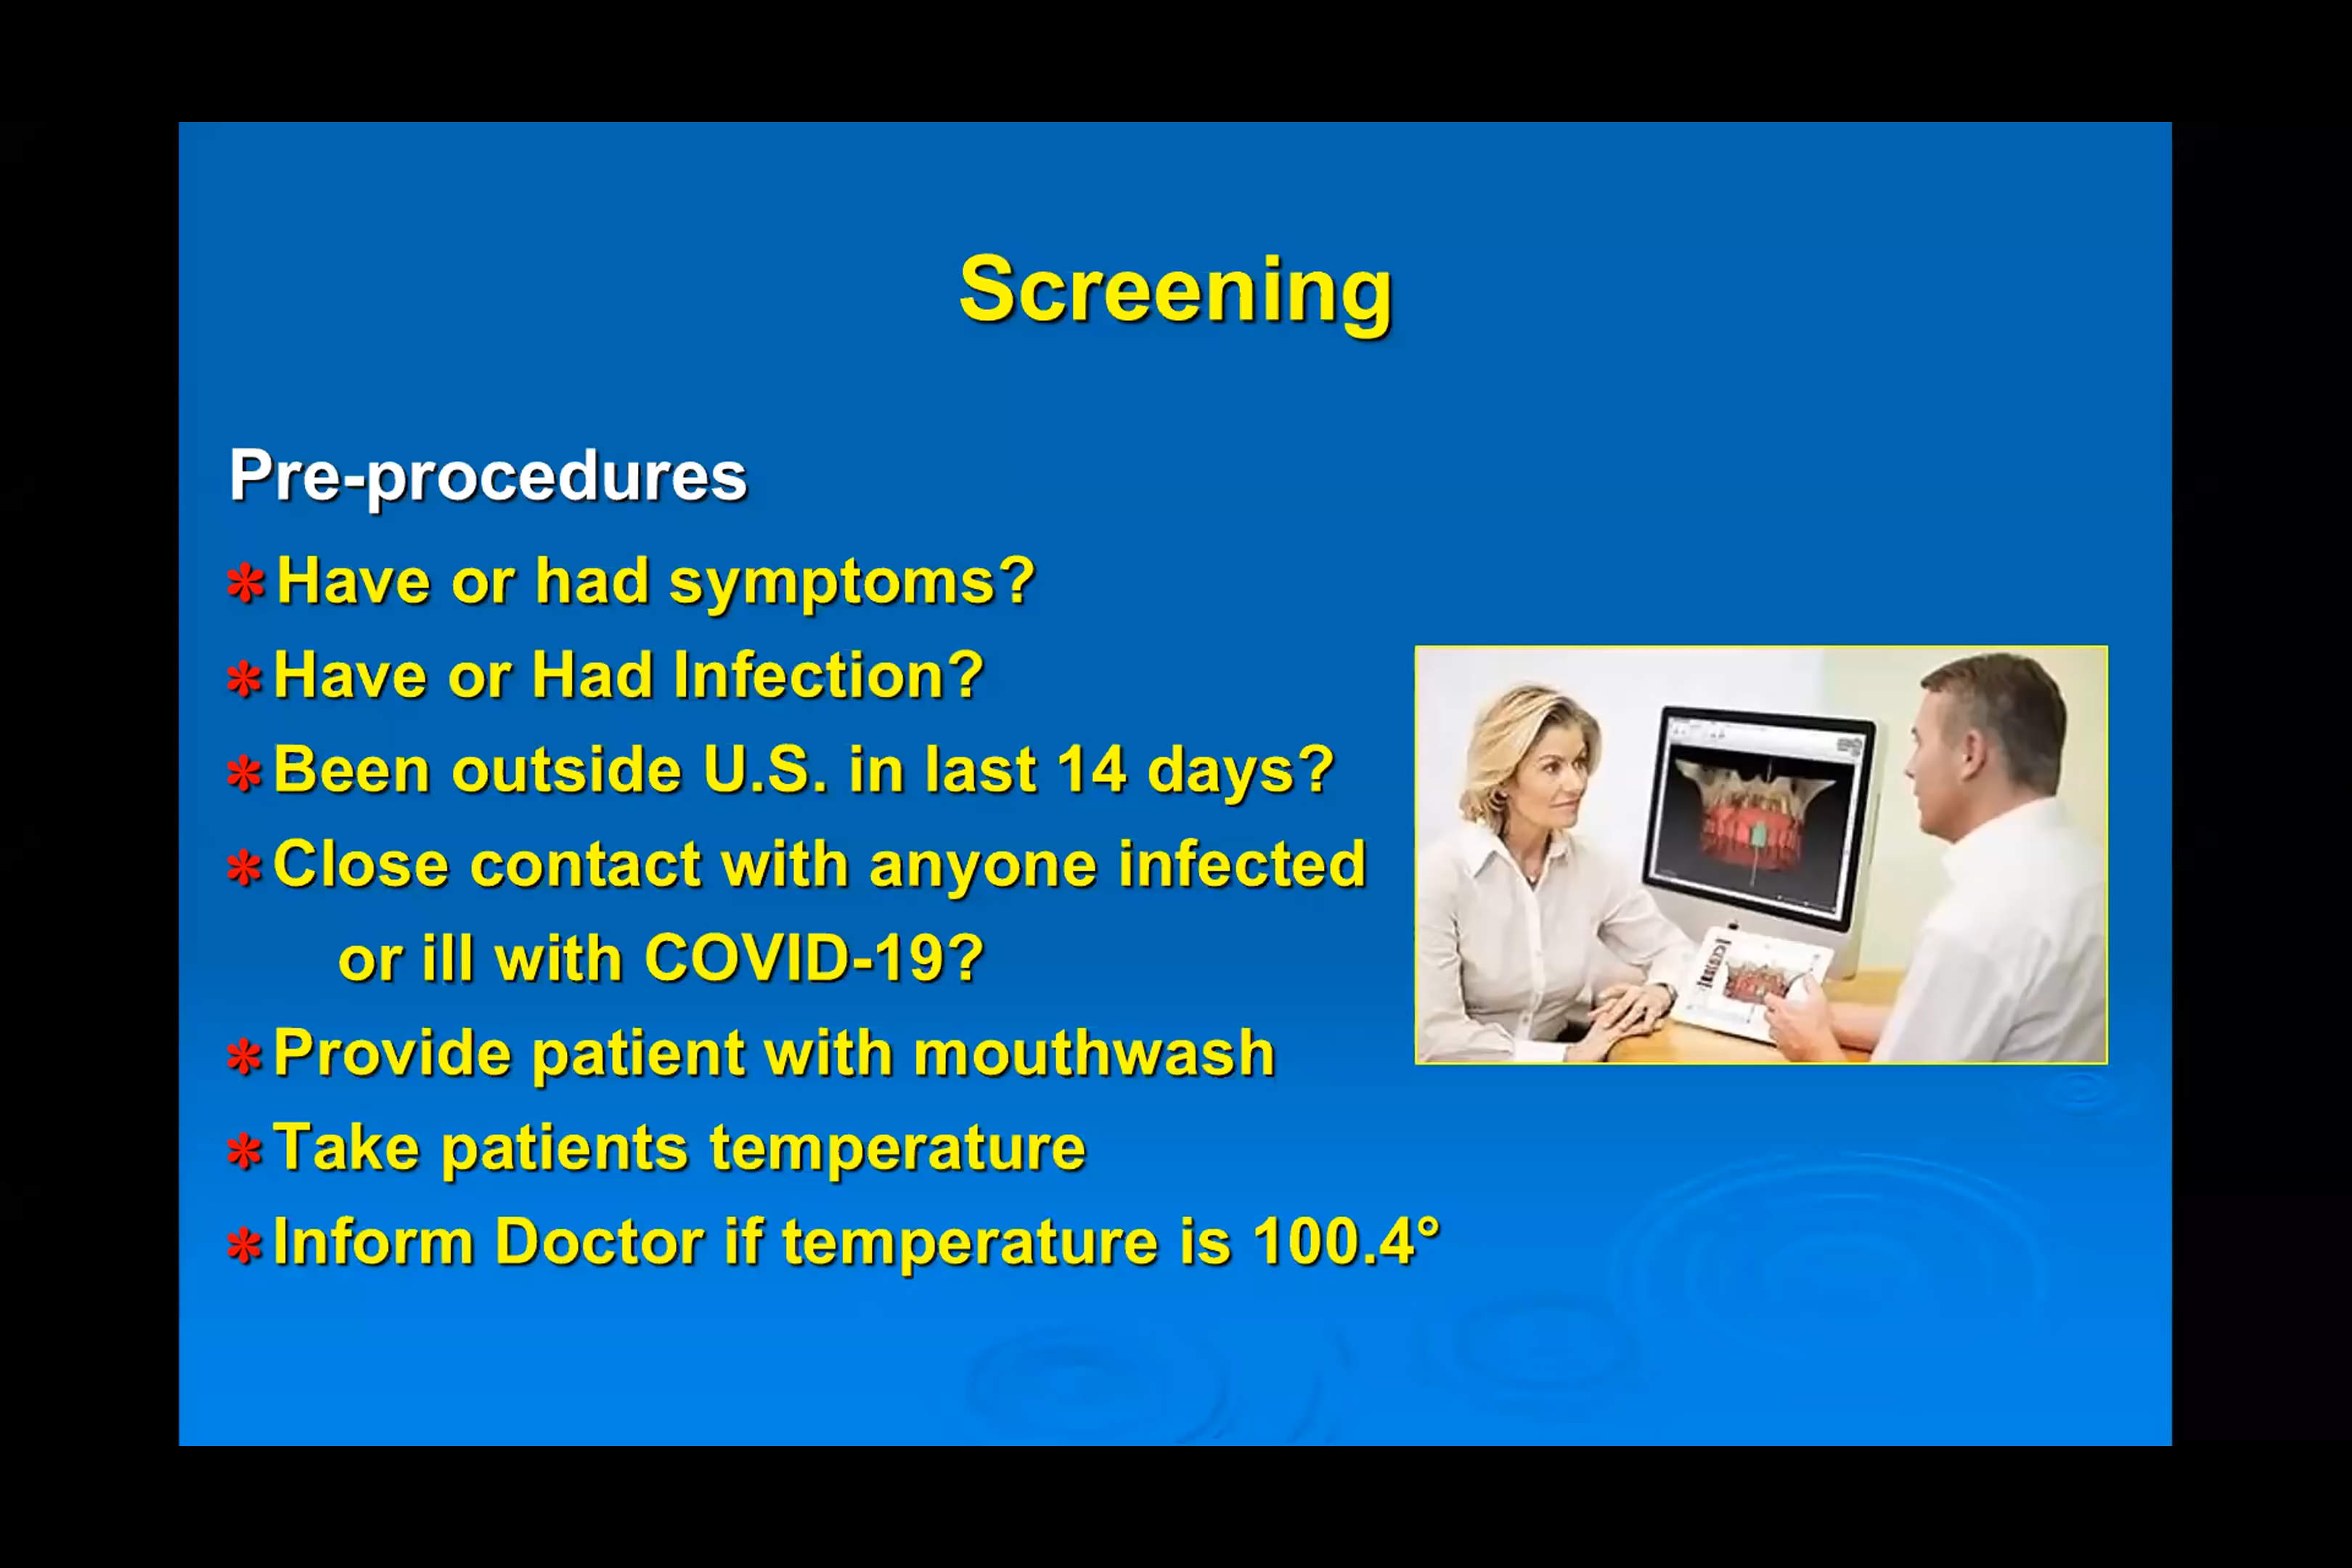 Screening
Pre-procedures
* Have or had symptoms?
* Have or Had Infection?
* Been outside U.S. in last 14 days?
* Close contact with anyone infected
or ill with COVID-19?
* Provide patient with mouthwash
* Take patients temperature
* Inform Doctor if temperature is 100.4°